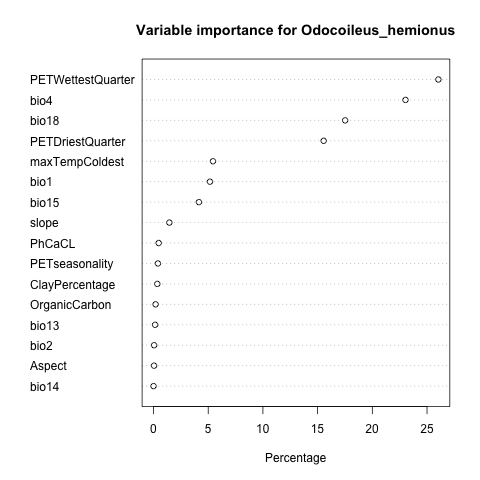 Variable importance for Odocoileus_hemionus
PETWettestQuarter
bio4
bio18
PETDriestQuarter
maxTempColdest
bio1
bio15
slope
PhCaCL
PETseasonality
ClayPercentage
OrganicCarbon
bio13
bio2
Aspect
bio14
0 5 10 15 20 25
Percentage